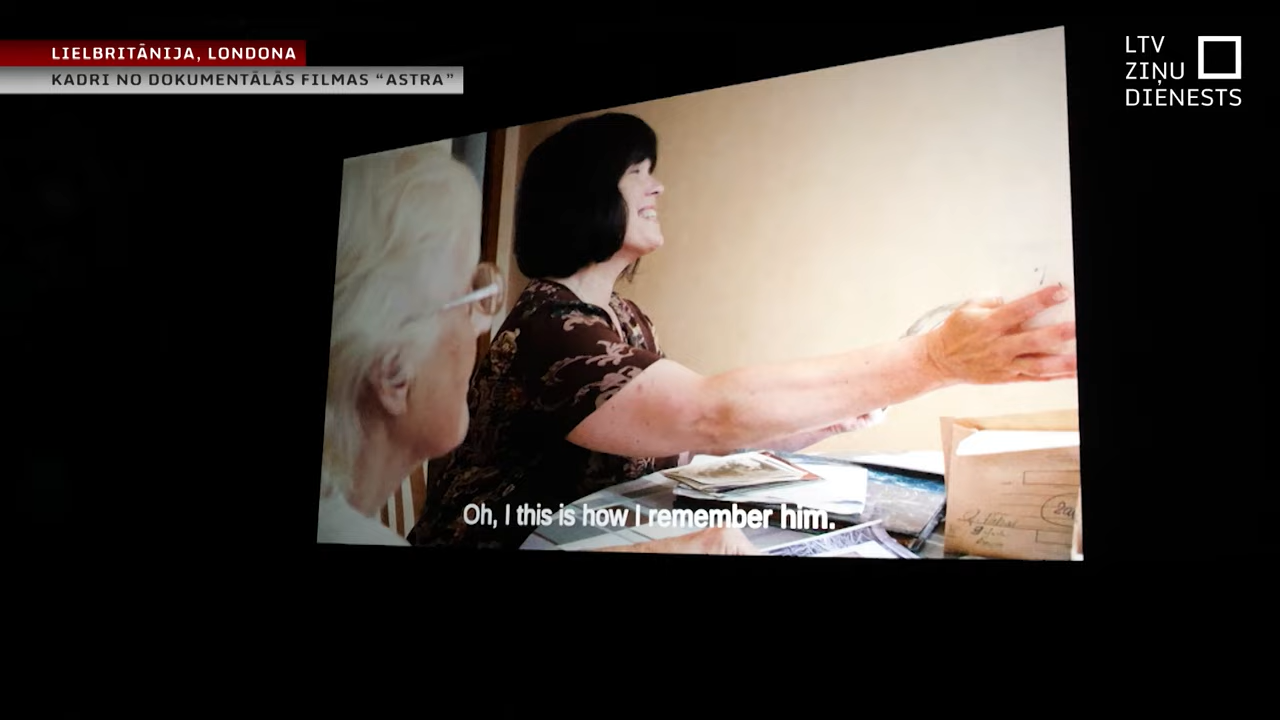 LIELBRITĀNIJA, LONDONA
KADRI NO DOKUMENTĀLĀS FILMAS “ASTRA”
LTV
ZIŅU
DIENESTS
Oh, I this is how I remember him.